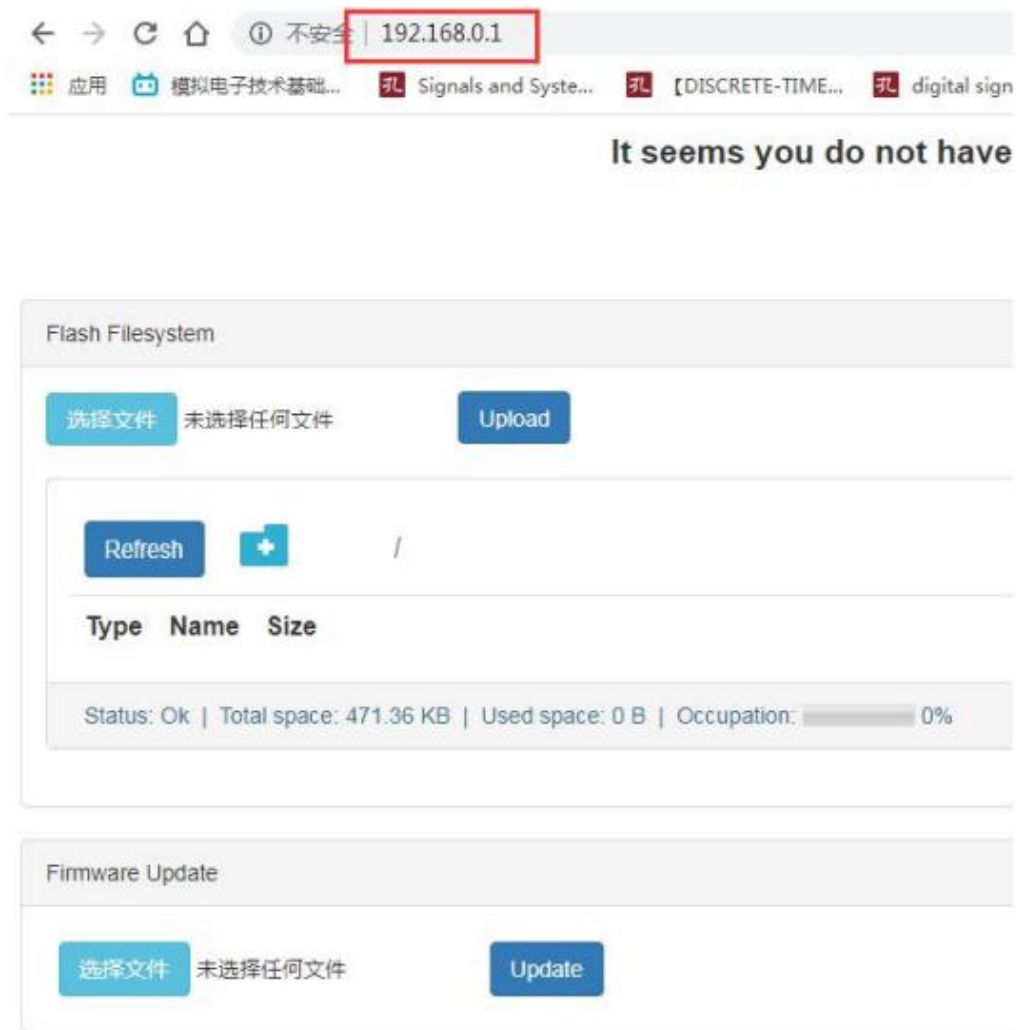 不安全 | 192.168.0.1
应用 模拟电子技术基础... Signals and Syste... 【DISCRETE-TIME... digital sign
It seems you do not have
Flash Filesystem
选择文件 未选择任何文件 Upload
Refresh /
Type Name Size
Status: Ok | Total space: 471.36 KB | Used space: 0 B | Occupation: 0%
Firmware Update
选择文件 未选择任何文件 Update